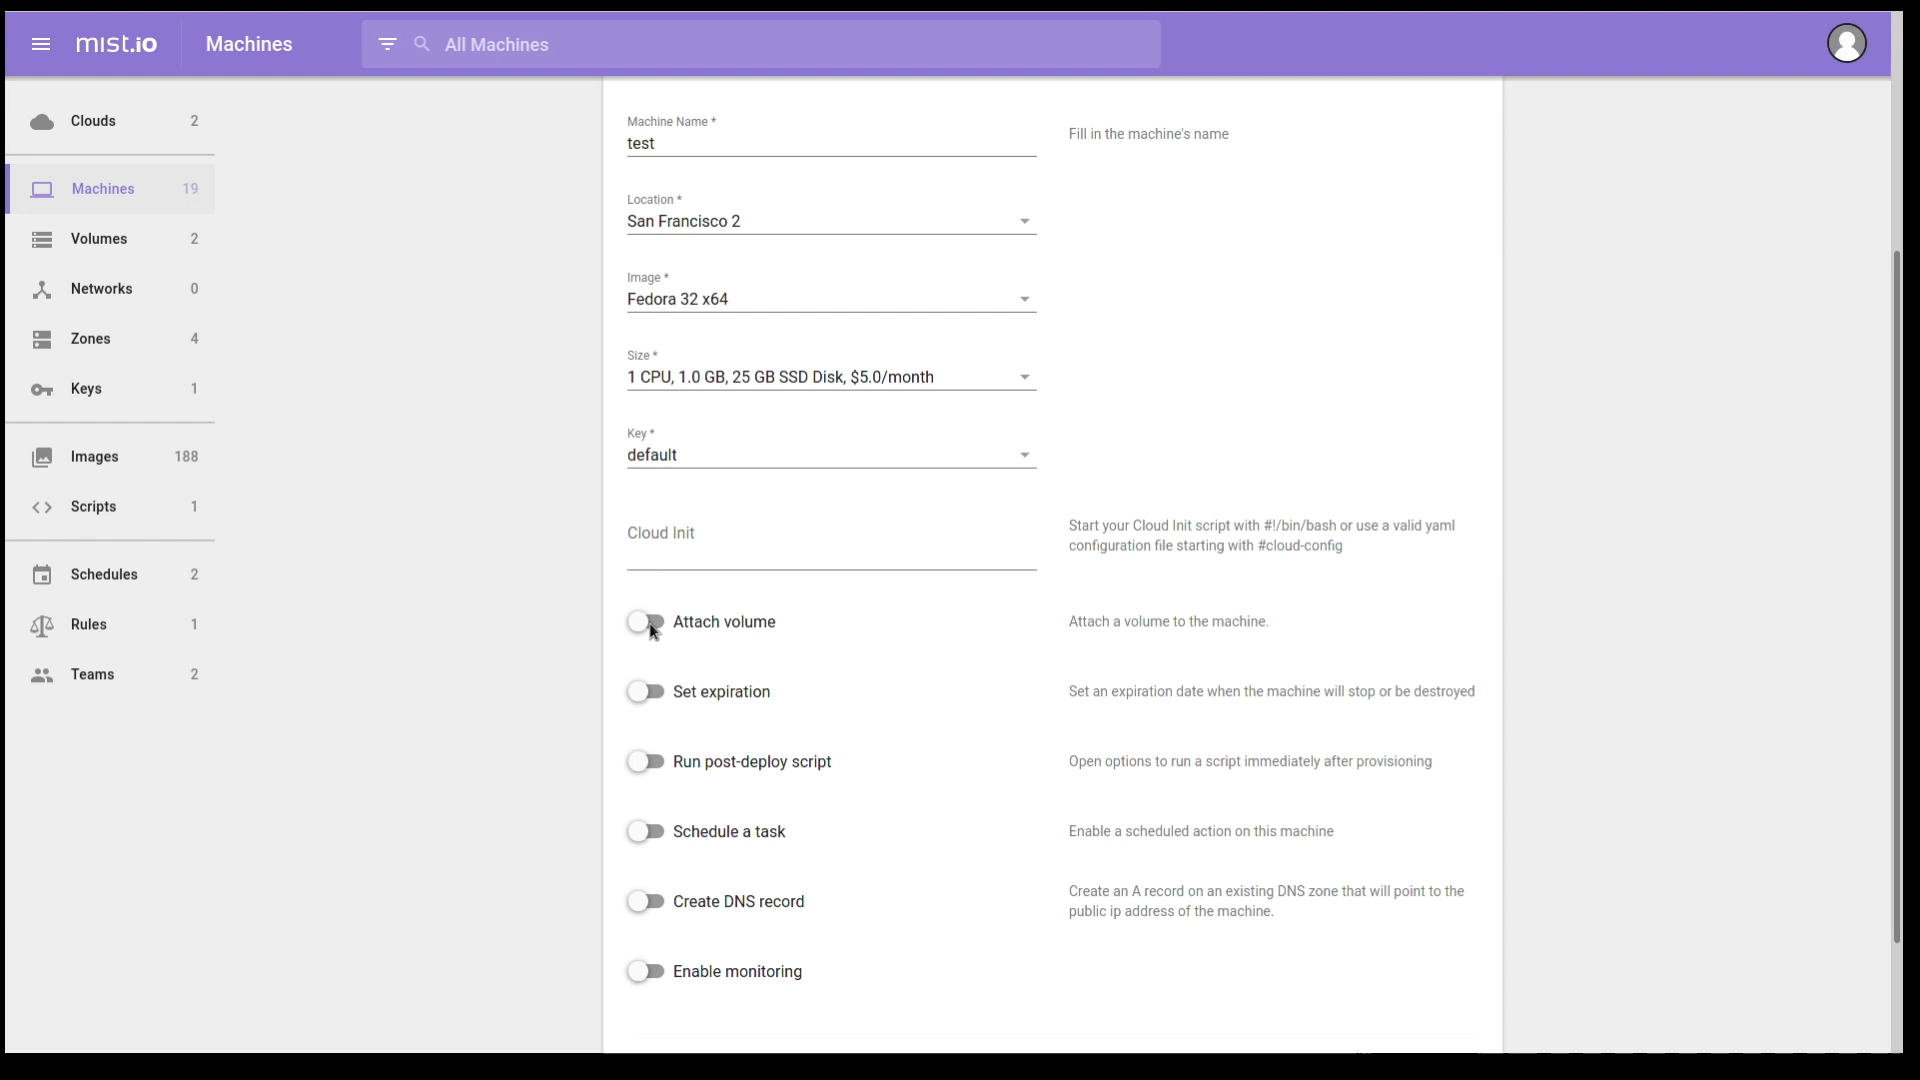 mist.io
Machines
All Machines
Clouds 2
Machines 19
Volumes 2
Networks 0
Zones 4
Keys 1
Images 188
Scripts 1
Schedules 2
Rules 1
Teams 2
Machine Name *
test
Fill in the machine's name
Location *
San Francisco 2
Image *
Fedora 32 x64
Size *
1 CPU, 1.0 GB, 25 GB SSD Disk, $5.0/month
Key *
default
Cloud Init
Start your Cloud Init script with #!/bin/bash or use a valid yaml
configuration file starting with #cloud-config
Attach volume
Attach a volume to the machine.
Set expiration
Set an expiration date when the machine will stop or be destroyed
Run post-deploy script
Open options to run a script immediately after provisioning
Schedule a task
Enable a scheduled action on this machine
Create DNS record
Create an A record on an existing DNS zone that will point to the
public ip address of the machine.
Enable monitoring